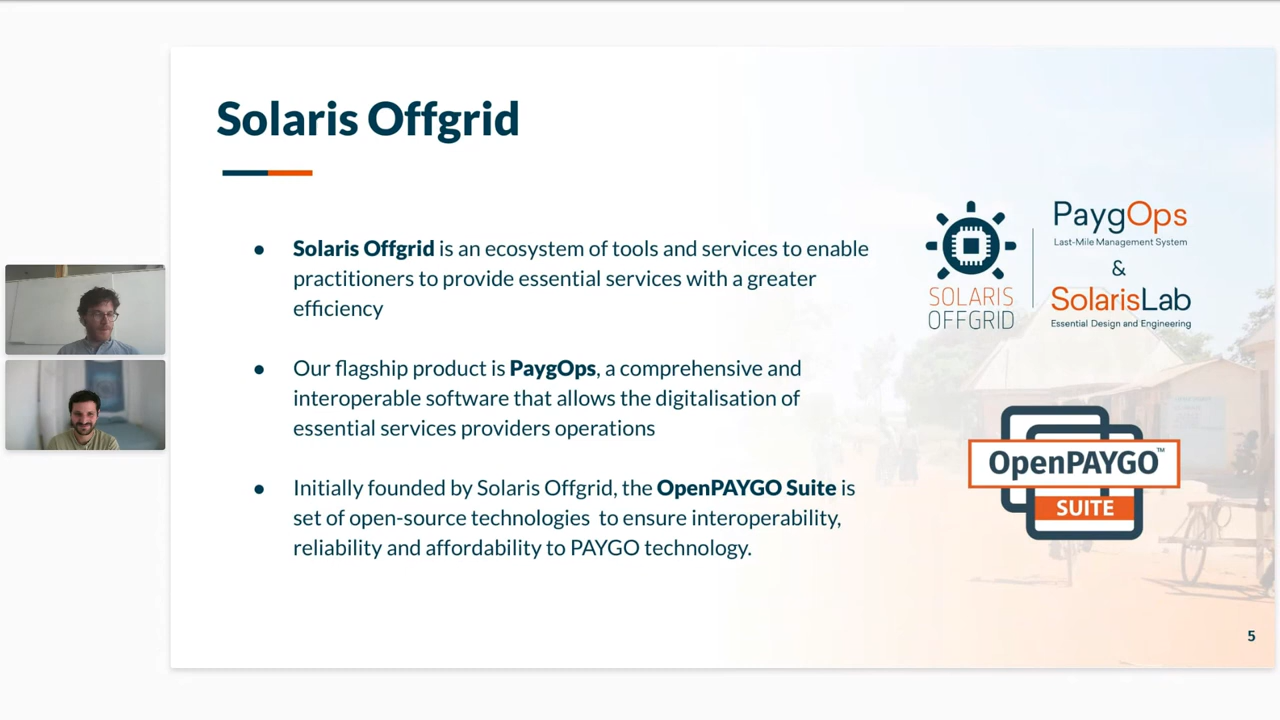 Solaris Offgrid
● Solaris Offgrid is an ecosystem of tools and services to enable
practitioners to provide essential services with a greater
efficiency
● Our flagship product is PaygOps, a comprehensive and
interoperable software that allows the digitalisation of
essential services providers operations
● Initially founded by Solaris Offgrid, the OpenPAYGO Suite is
set of open-source technologies to ensure interoperability,
reliability and affordability to PAYGO technology.
SOLARIS
OFFGRID
PaygOps
Last-Mile Management System
&
SolarisLab
Essential Design and Engineering
OpenPAYGO™
SUITE
5